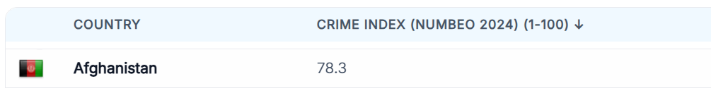 COUNTRY CRIME INDEX (NUMBEO 2024) (1-100) ↓
Afghanistan 78.3